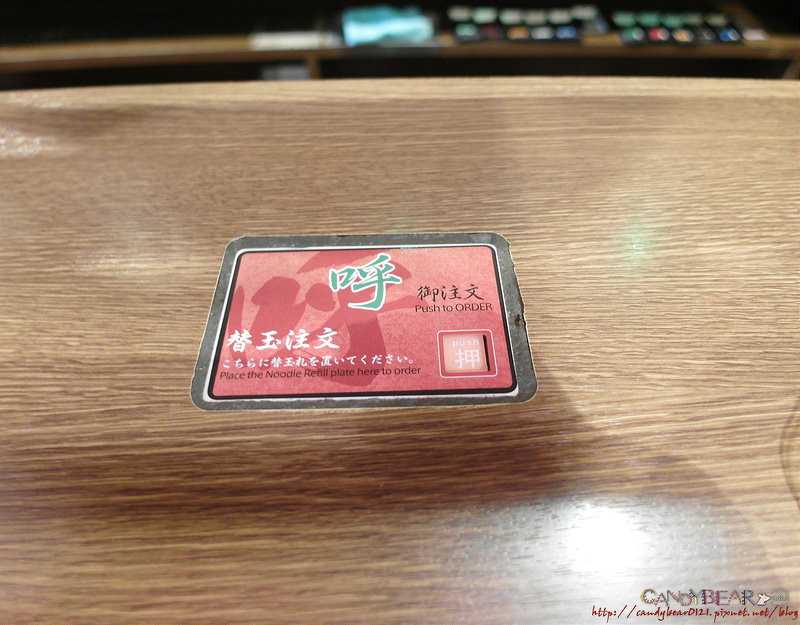 呼
御注文
Push to ORDER
替玉注文
こちらに替玉札を置いてください。
Place the Noodle Refill plate here to order
push
押
CANDYBEAR
http://candybear0121.pixnet.net/blog